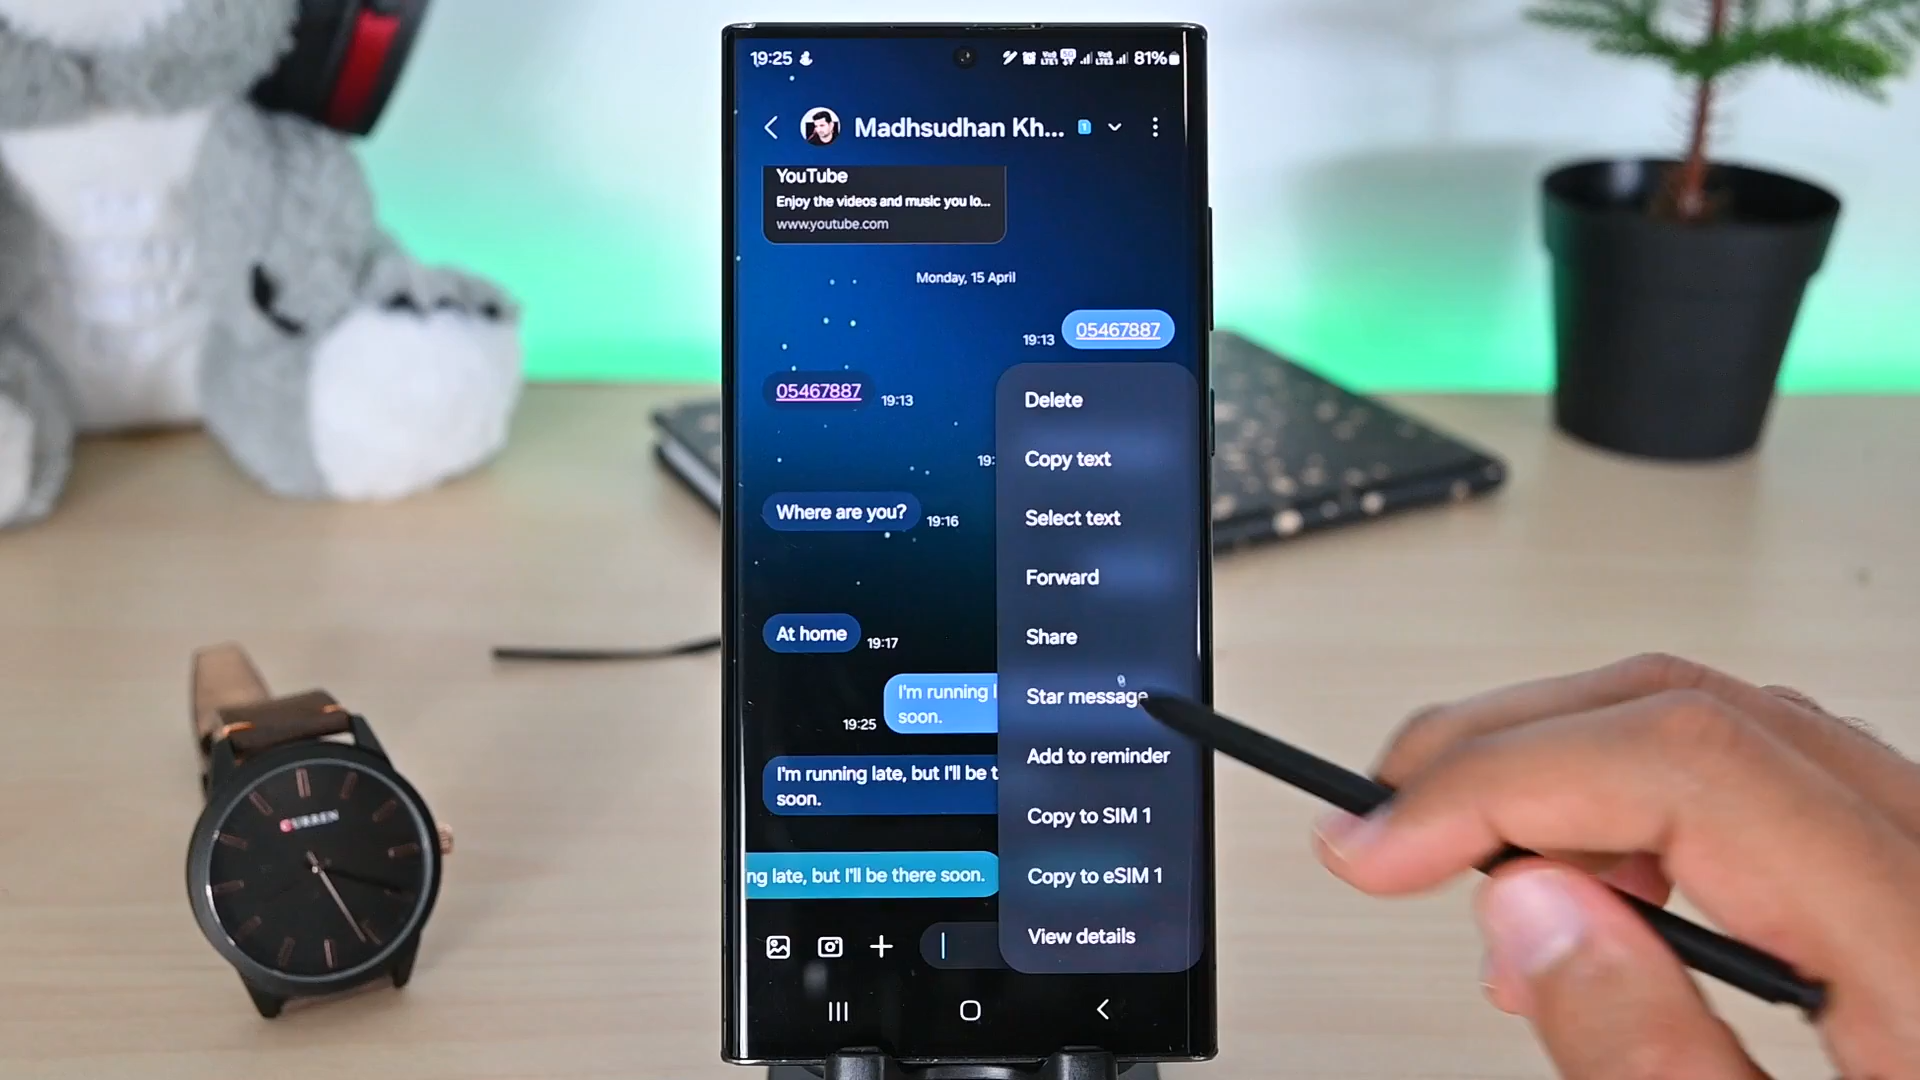 19:25
81%
Madhsudhan Kh...
1
YouTube
Enjoy the videos and music you lo...
www.youtube.com
Monday, 15 April
19:13
05467887
05467887
19:13
19:
Where are you?
19:16
At home
19:17
I'm running l
soon.
19:25
I'm running late, but I'll be t
soon.
ng late, but I'll be there soon.
Delete
Copy text
Select text
Forward
Share
Star message
Add to reminder
Copy to SIM 1
Copy to eSIM 1
View details
CURREN